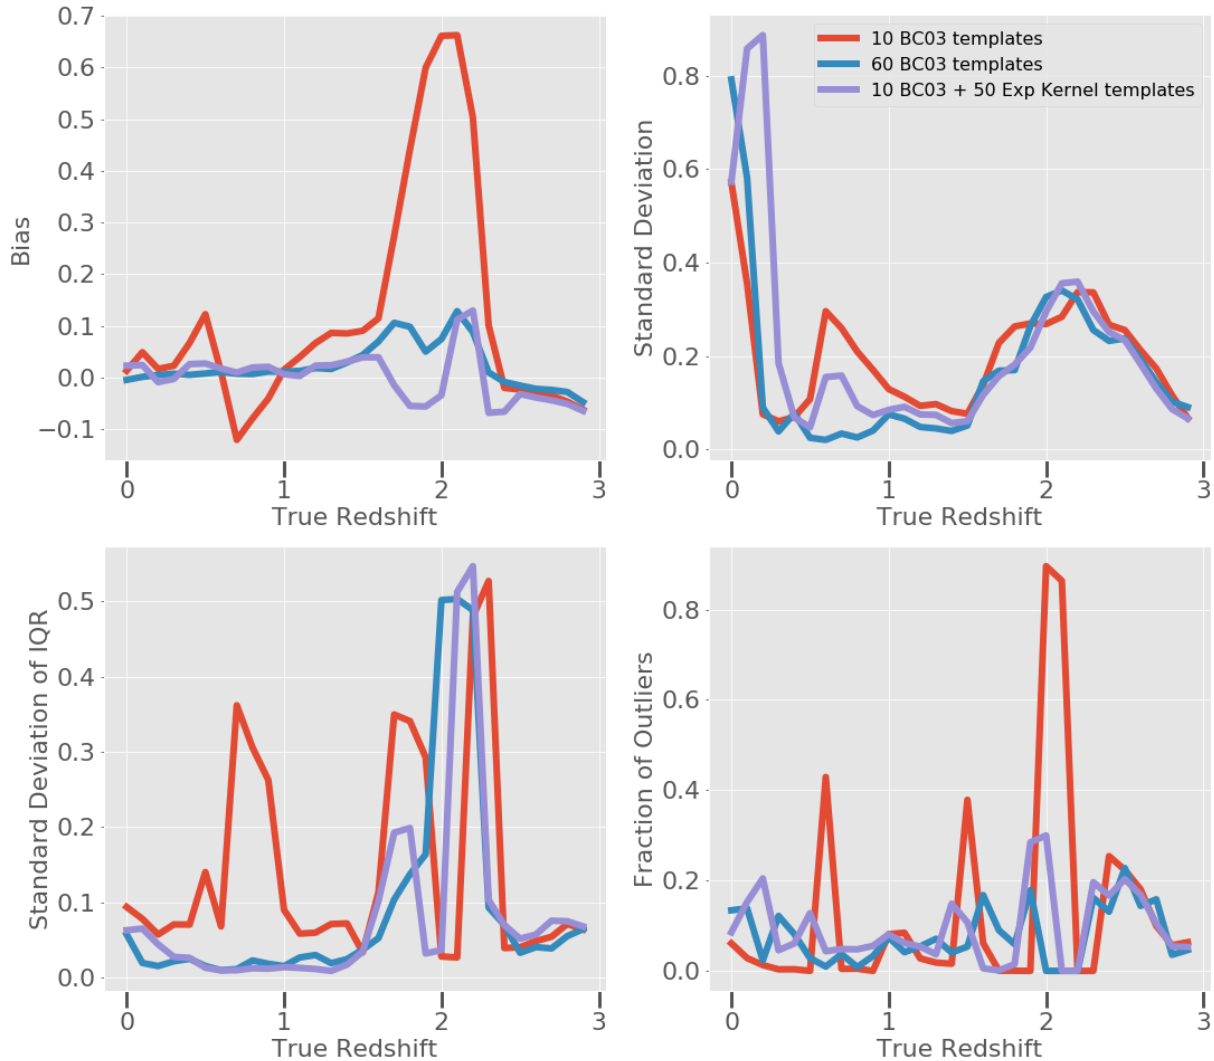 0.7
0.6
0.5
0.4
0.3
0.2
0.1
0.0
−0.1
Bias
0 1 2 3
True Redshift
10 BC03 templates
60 BC03 templates
10 BC03 + 50 Exp Kernel templates
0.8
0.6
0.4
0.2
0.0
Standard Deviation
0 1 2 3
True Redshift
0.5
0.4
0.3
0.2
0.1
0.0
Standard Deviation of IQR
0 1 2 3
True Redshift
0.8
0.6
0.4
0.2
0.0
Fraction of Outliers
0 1 2 3
True Redshift